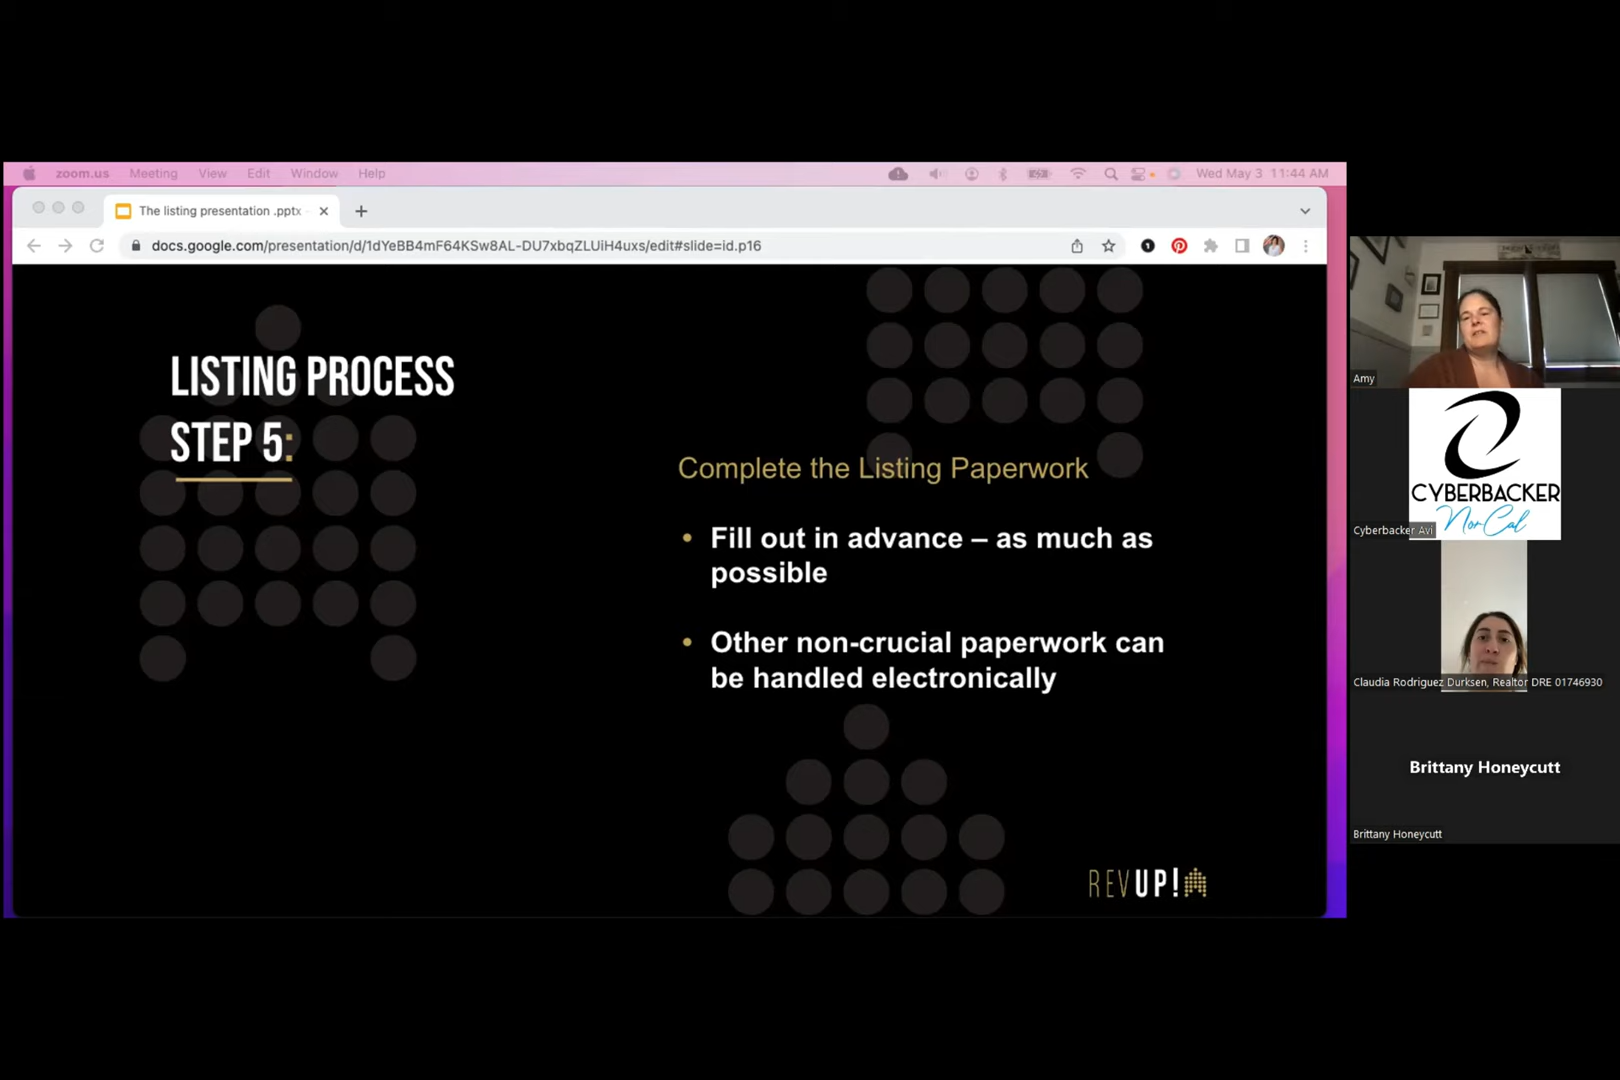 zoom.us Meeting View Edit Window Help Wed May 3 11:44 AM
The listing presentation .pptx
docs.google.com/presentation/d/1dYeBB4mF64KSw8AL-DU7xbqZLUiH4uxs/edit#slide=id.p16
LISTING PROCESS
STEP 5:
Complete the Listing Paperwork
• Fill out in advance – as much as
possible
• Other non-crucial paperwork can
be handled electronically
REVUP!
Amy
CYBERBACKER
NorCal
Cyberbacker Avi
Claudia Rodriguez Durksen, Realtor DRE 01746930
Brittany Honeycutt
Brittany Honeycutt